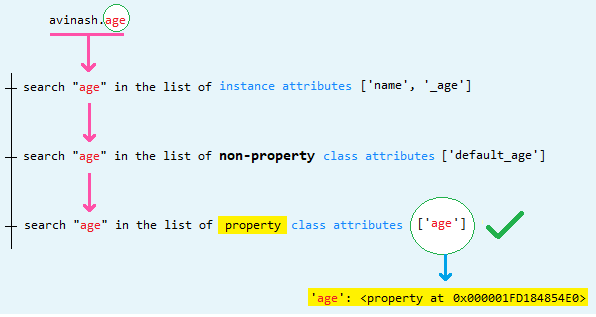 avinash.age
search "age" in the list of instance attributes ['name', '_age']
search "age" in the list of non-property class attributes ['default_age']
search "age" in the list of property class attributes ['age']
'age': <property at 0x000001FD184854E0>